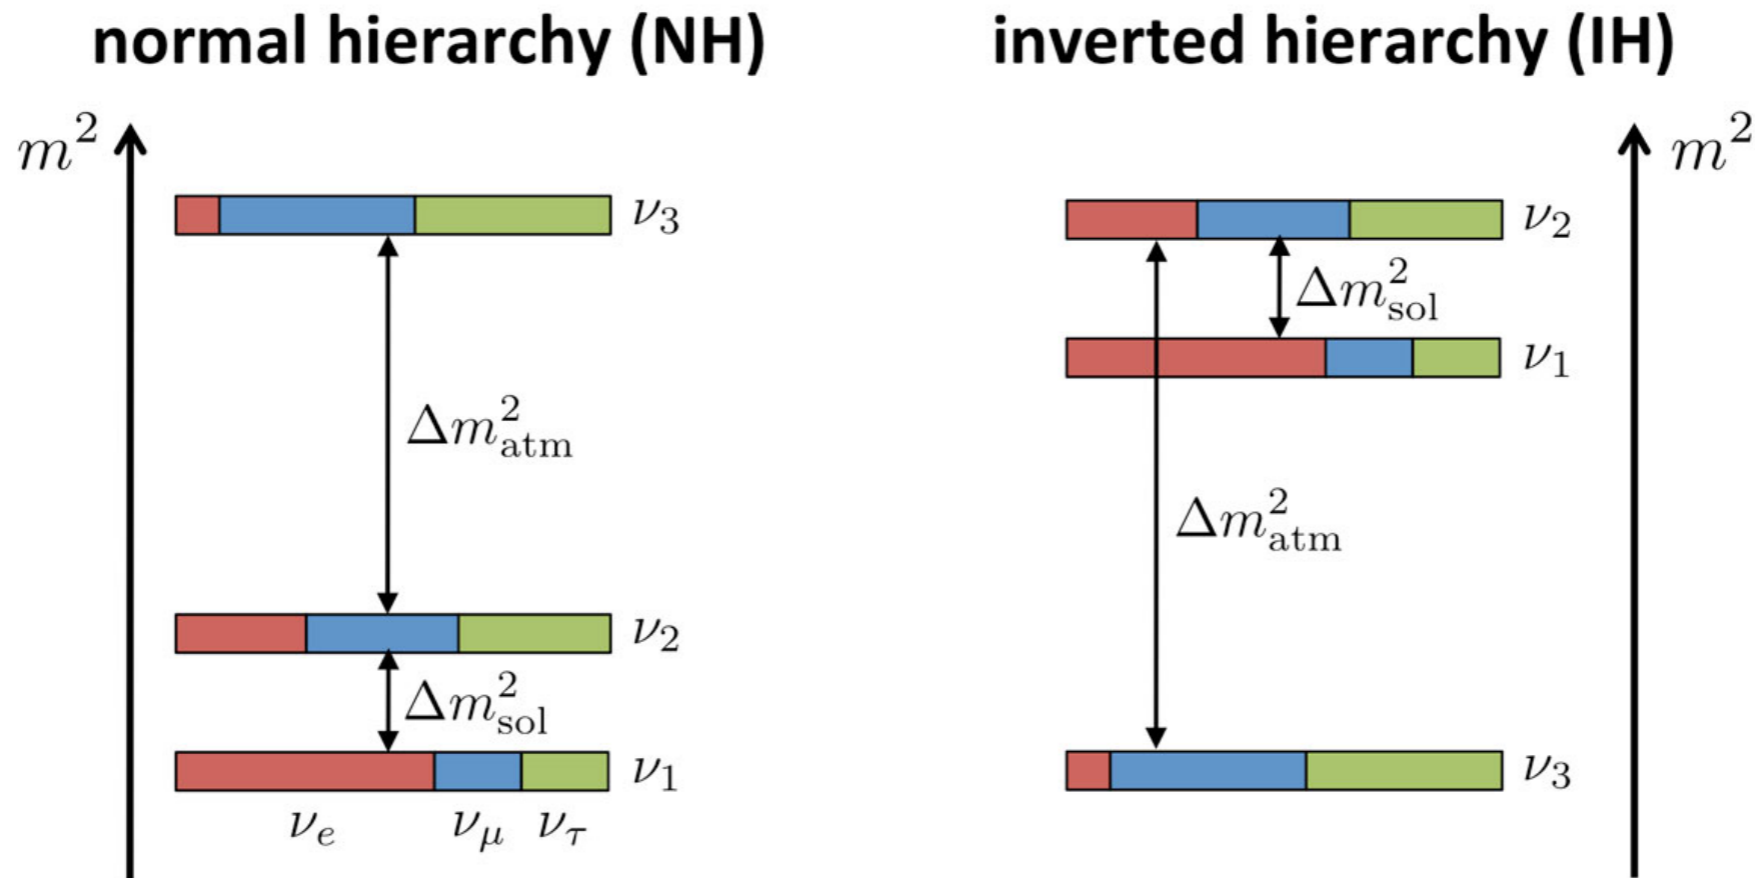 normal hierarchy (NH)
m²
ν₃
Δm²atm
ν₂
Δm²sol
ν₁
νe νμ ντ
inverted hierarchy (IH)
m²
ν₂
Δm²sol
ν₁
Δm²atm
ν₃